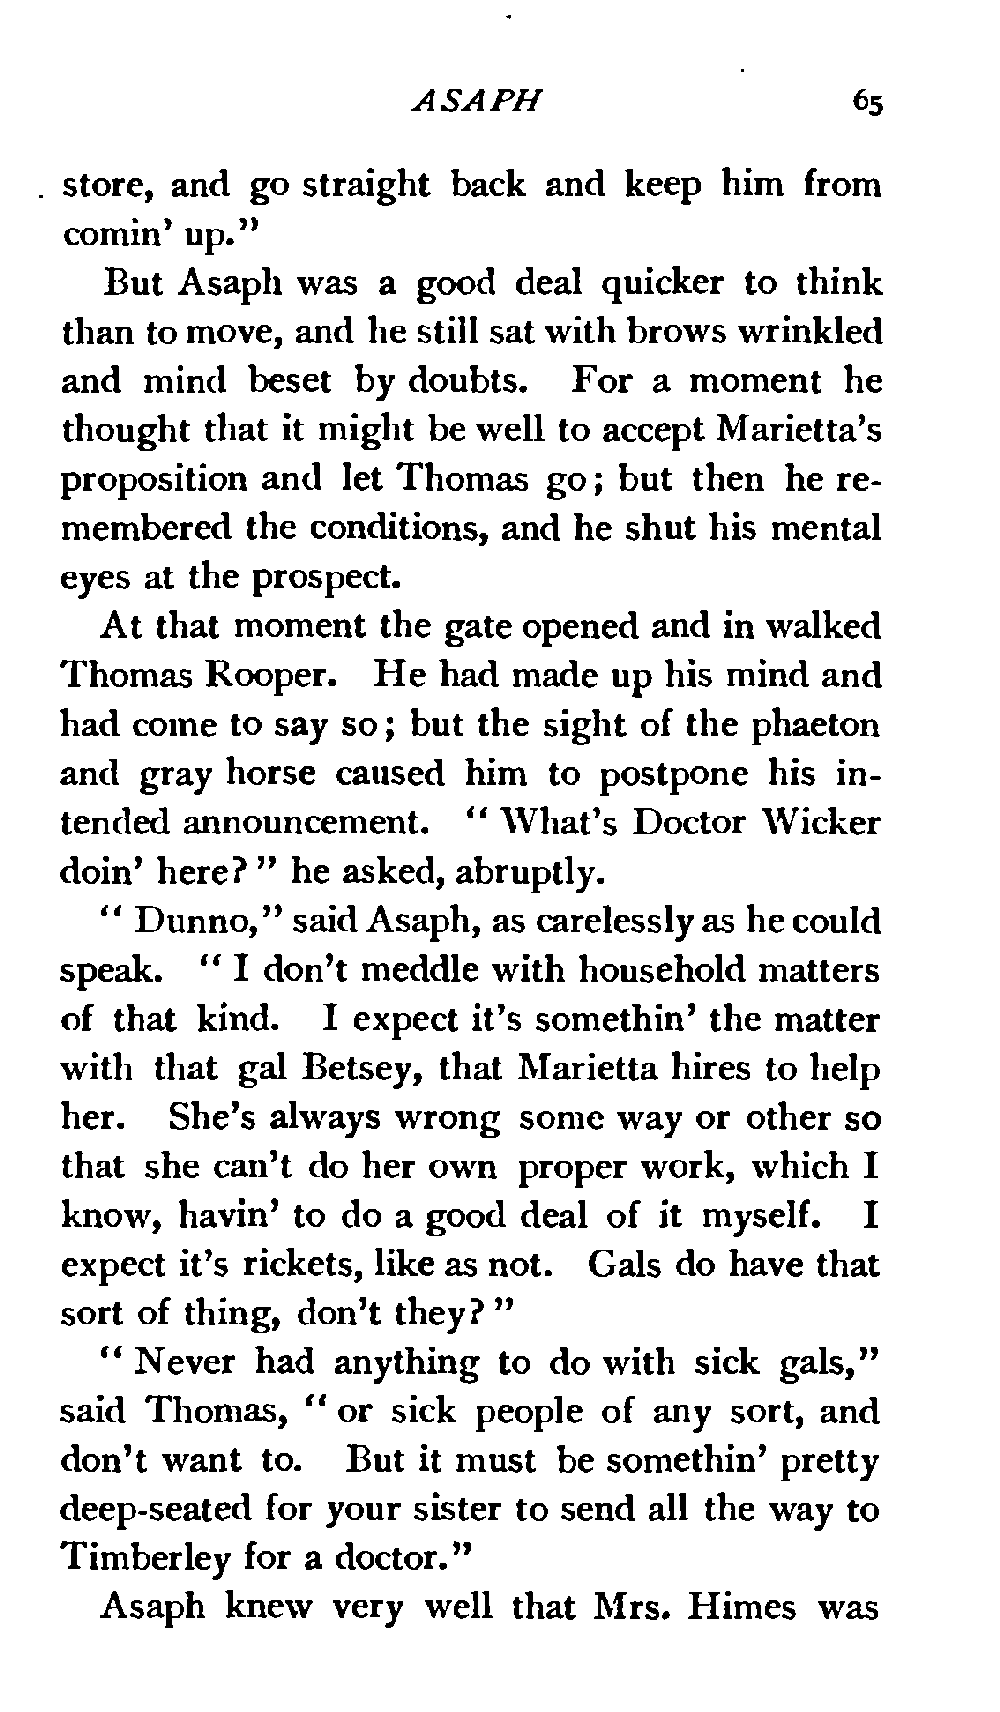 ASAPH 65
store, and go straight back and keep him from
comin' up."
But Asaph was a good deal quicker to think
than to move, and he still sat with brows wrinkled
and mind beset by doubts. For a moment he
thought that it might be well to accept Marietta's
proposition and let Thomas go; but then he re-
membered the conditions, and he shut his mental
eyes at the prospect.
At that moment the gate opened and in walked
Thomas Rooper. He had made up his mind and
had come to say so; but the sight of the phaeton
and gray horse caused him to postpone his in-
tended announcement. "What's Doctor Wicker
doin' here?" he asked, abruptly.
"Dunno," said Asaph, as carelessly as he could
speak. "I don't meddle with household matters
of that kind. I expect it's somethin' the matter
with that gal Betsey, that Marietta hires to help
her. She's always wrong some way or other so
that she can't do her own proper work, which I
know, havin' to do a good deal of it myself. I
expect it's rickets, like as not. Gals do have that
sort of thing, don't they?"
"Never had anything to do with sick gals,"
said Thomas, "or sick people of any sort, and
don't want to. But it must be somethin' pretty
deep-seated for your sister to send all the way to
Timberley for a doctor."
Asaph knew very well that Mrs. Himes was